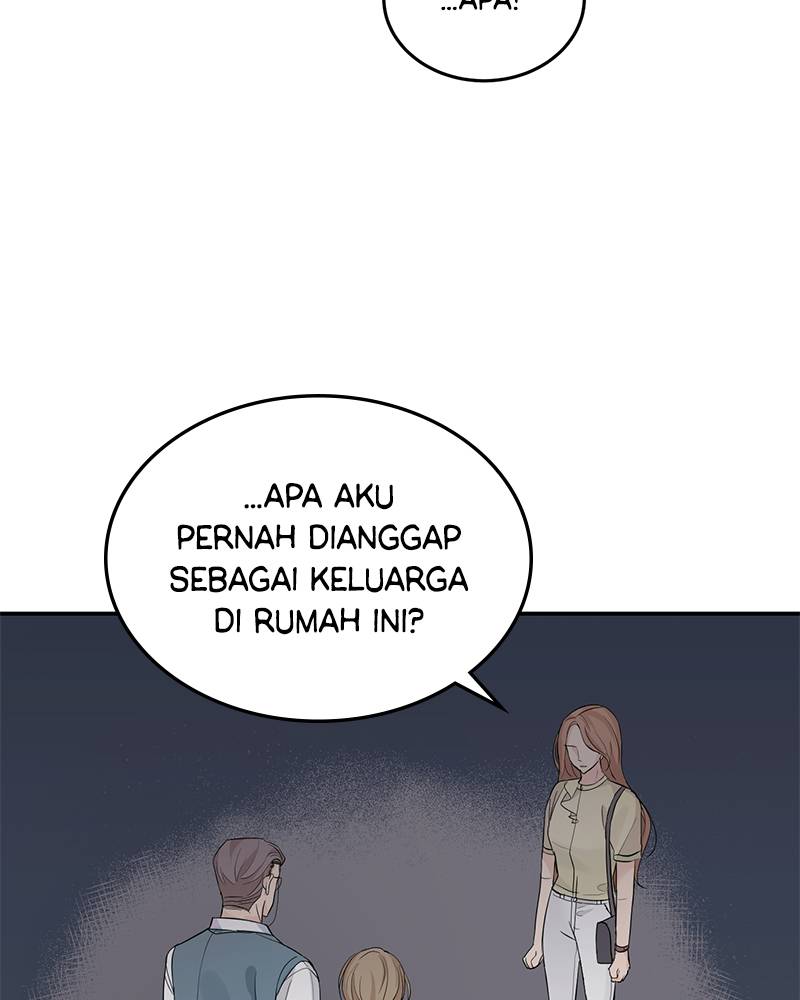 ...APA?
...APA AKU
PERNAH DIANGGAP
SEBAGAI KELUARGA
DI RUMAH INI?